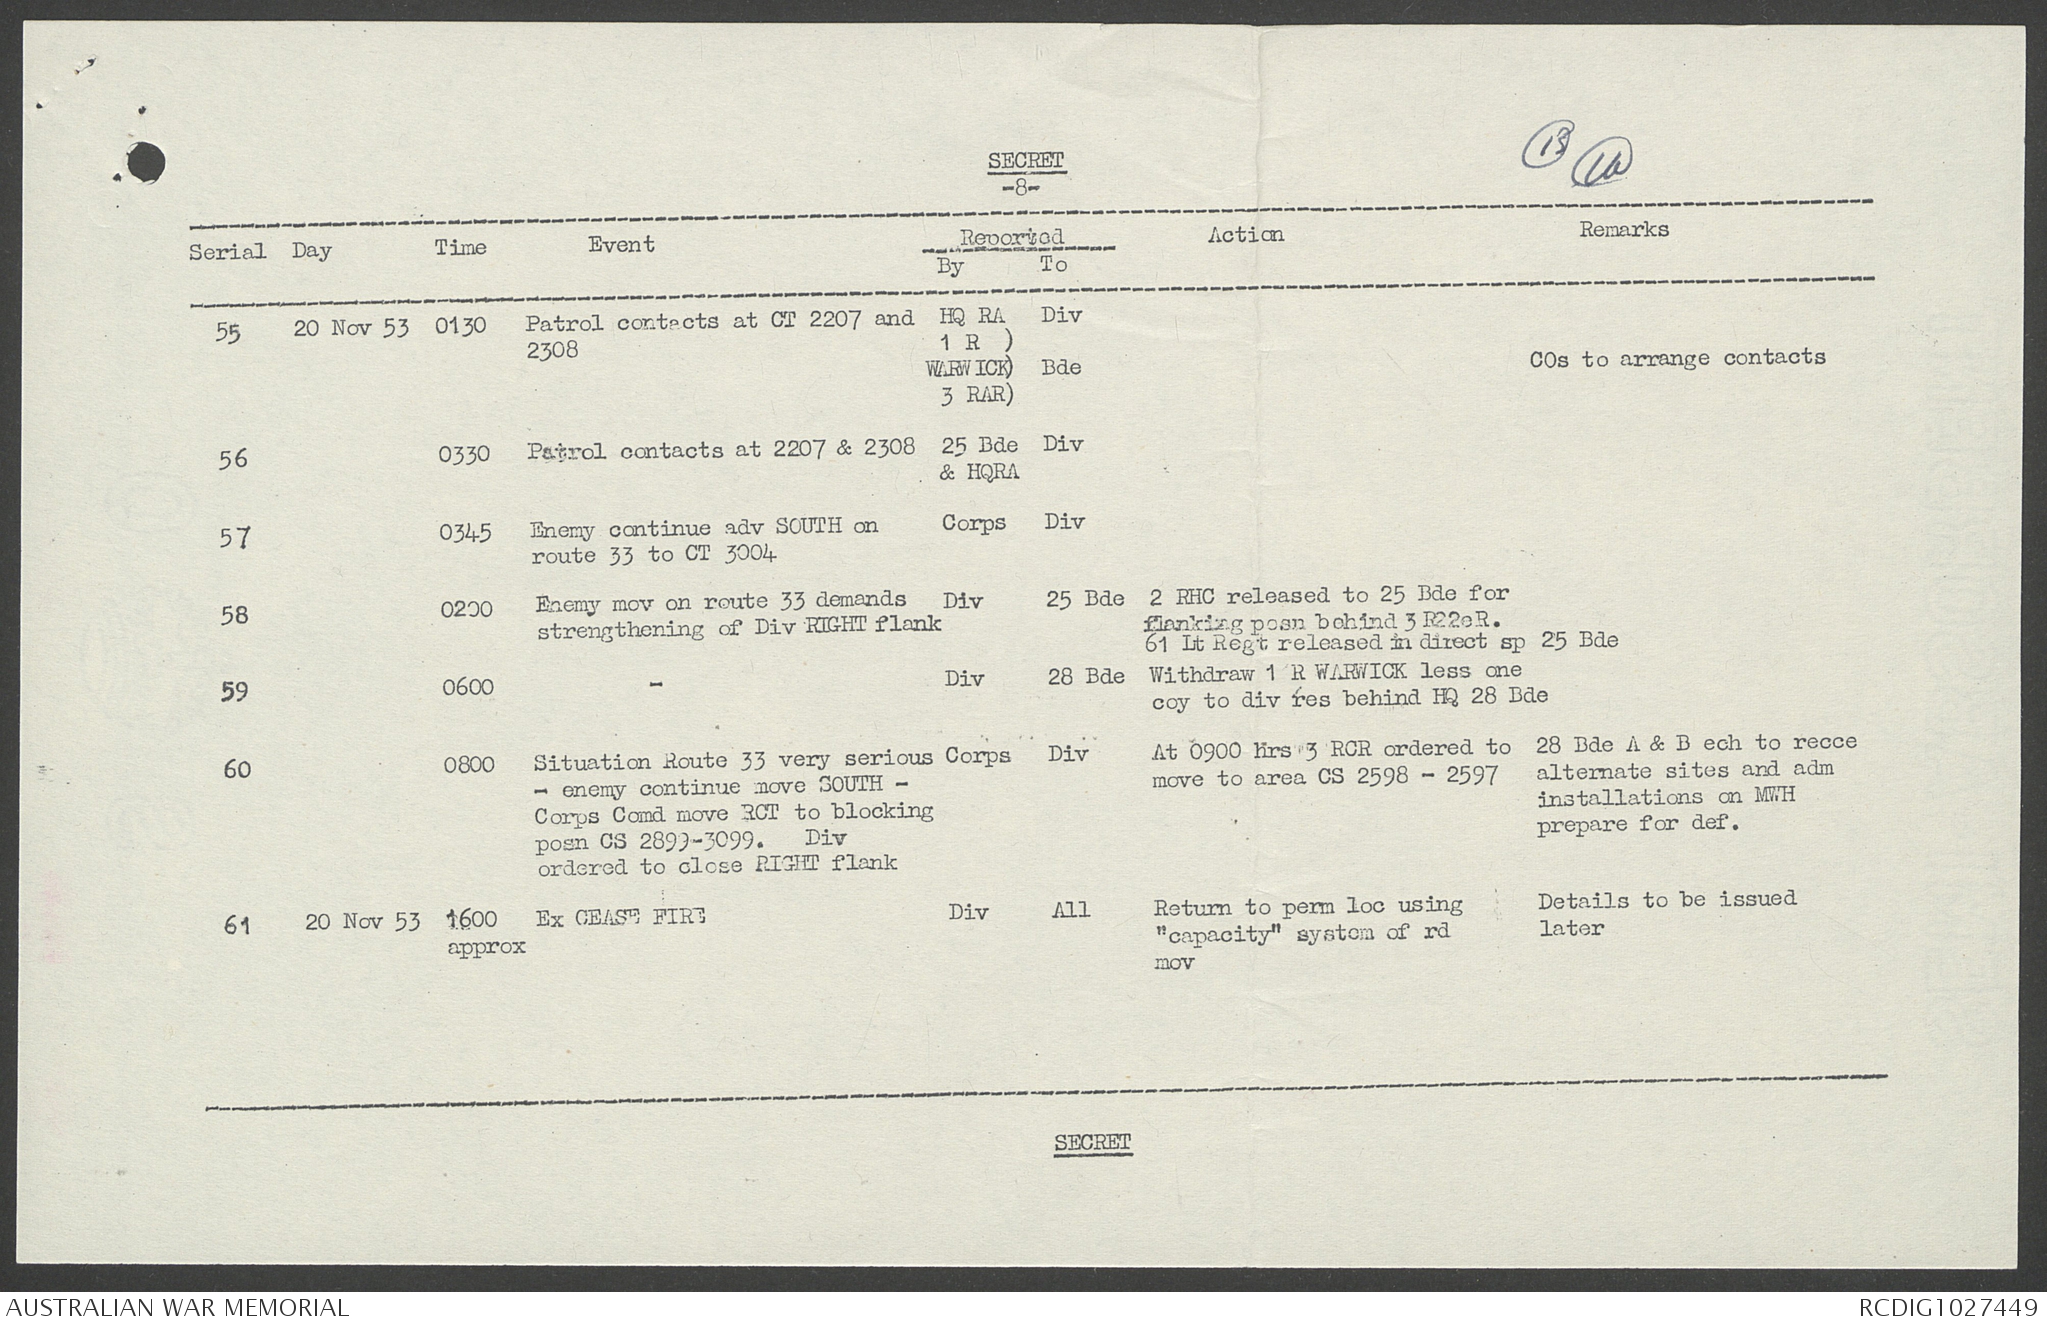 SECRET
-8-
13
Serial Day Time Event Reported Action Remarks
By To
55 20 Nov 53 0130 Patrol contacts at CT 2207 and HQ RA Div
2308 1 R )
WARWICK) Bde COs to arrange contacts
3 RAR)
56 0330 Patrol contacts at 2207 & 2308 25 Bde Div
& HQRA
57 0345 Enemy continue adv SOUTH on Corps Div
route 33 to CT 3004
58 0200 Enemy mov on route 33 demands Div 25 Bde 2 RHC released to 25 Bde for
strengthening of Div RIGHT flank flanking posn behind 3 R22eR.
61 Lt Regt released in direct sp 25 Bde
59 0600 - Div 28 Bde Withdraw 1 R WARWICK less one
coy to div res behind HQ 28 Bde
60 0800 Situation Route 33 very serious Corps Div At 0900 hrs 3 RCR ordered to 28 Bde A & B ech to recce
- enemy continue move SOUTH - move to area CS 2598 - 2597 alternate sites and adm
Corps Comd move RCT to blocking installations on MWH
posn CS 2899-3099. Div prepare for def.
ordered to close RIGHT flank
61 20 Nov 53 1600 Ex CEASE FIRE Div All Return to perm loc using Details to be issued
approx "capacity" system of rd later
mov
SECRET
AUSTRALIAN WAR MEMORIAL RCDIG1027449